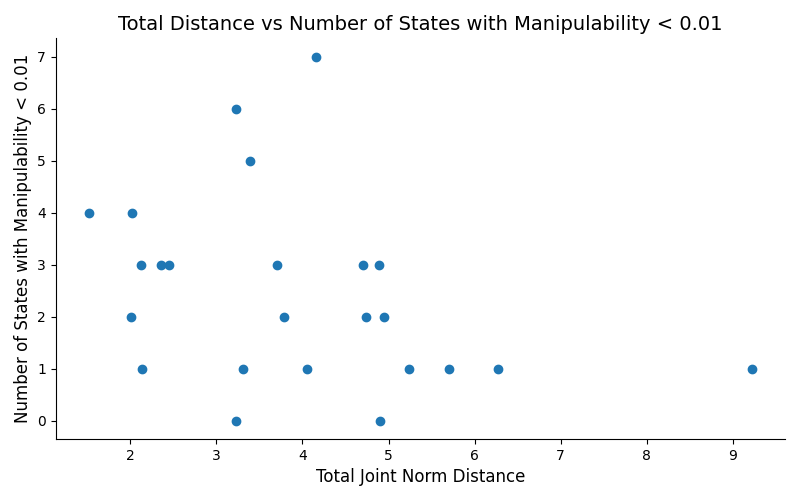 Total Distance vs Number of States with Manipulability < 0.01
Number of States with Manipulability < 0.01
7
6
5
4
3
2
1
0
2 3 4 5 6 7 8 9
Total Joint Norm Distance